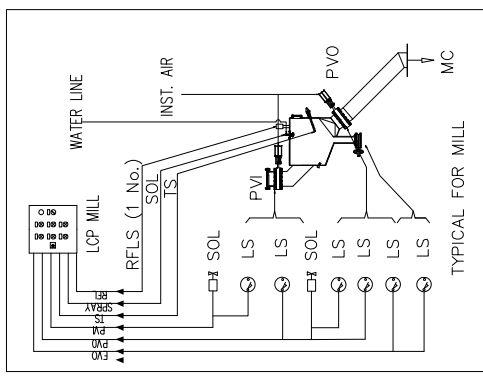 WATER LINE
INST. AIR
PVO
MC
LCP MILL
RFLS (1 No.)
SOL
TS
PVI
RFL
SPRAY
TS
PVI
PVO
FVO
SOL
LS
LS
SOL
LS
LS
LS
LS
TYPICAL FOR MILL